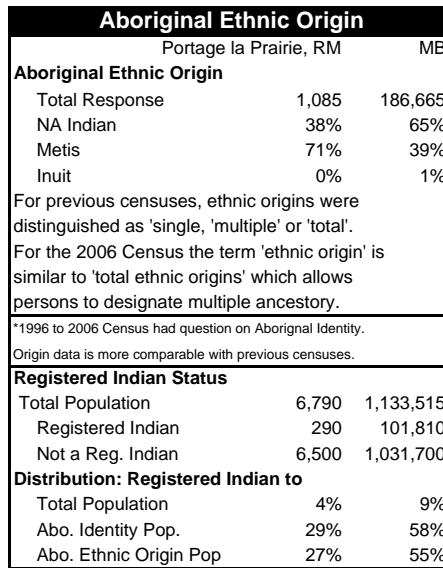 Aboriginal Ethnic Origin
Portage la Prairie, RM MB
Aboriginal Ethnic Origin
Total Response 1,085 186,665
NA Indian 38% 65%
Metis 71% 39%
Inuit 0% 1%
For previous censuses, ethnic origins were
distinguished as 'single, 'multiple' or 'total'.
For the 2006 Census the term 'ethnic origin' is
similar to 'total ethnic origins' which allows
persons to designate multiple ancestory.
*1996 to 2006 Census had question on Aborignal Identity.
Origin data is more comparable with previous censuses.
Registered Indian Status
Total Population 6,790 1,133,515
Registered Indian 290 101,810
Not a Reg. Indian 6,500 1,031,700
Distribution: Registered Indian to
Total Population 4% 9%
Abo. Identity Pop. 29% 58%
Abo. Ethnic Origin Pop 27% 55%